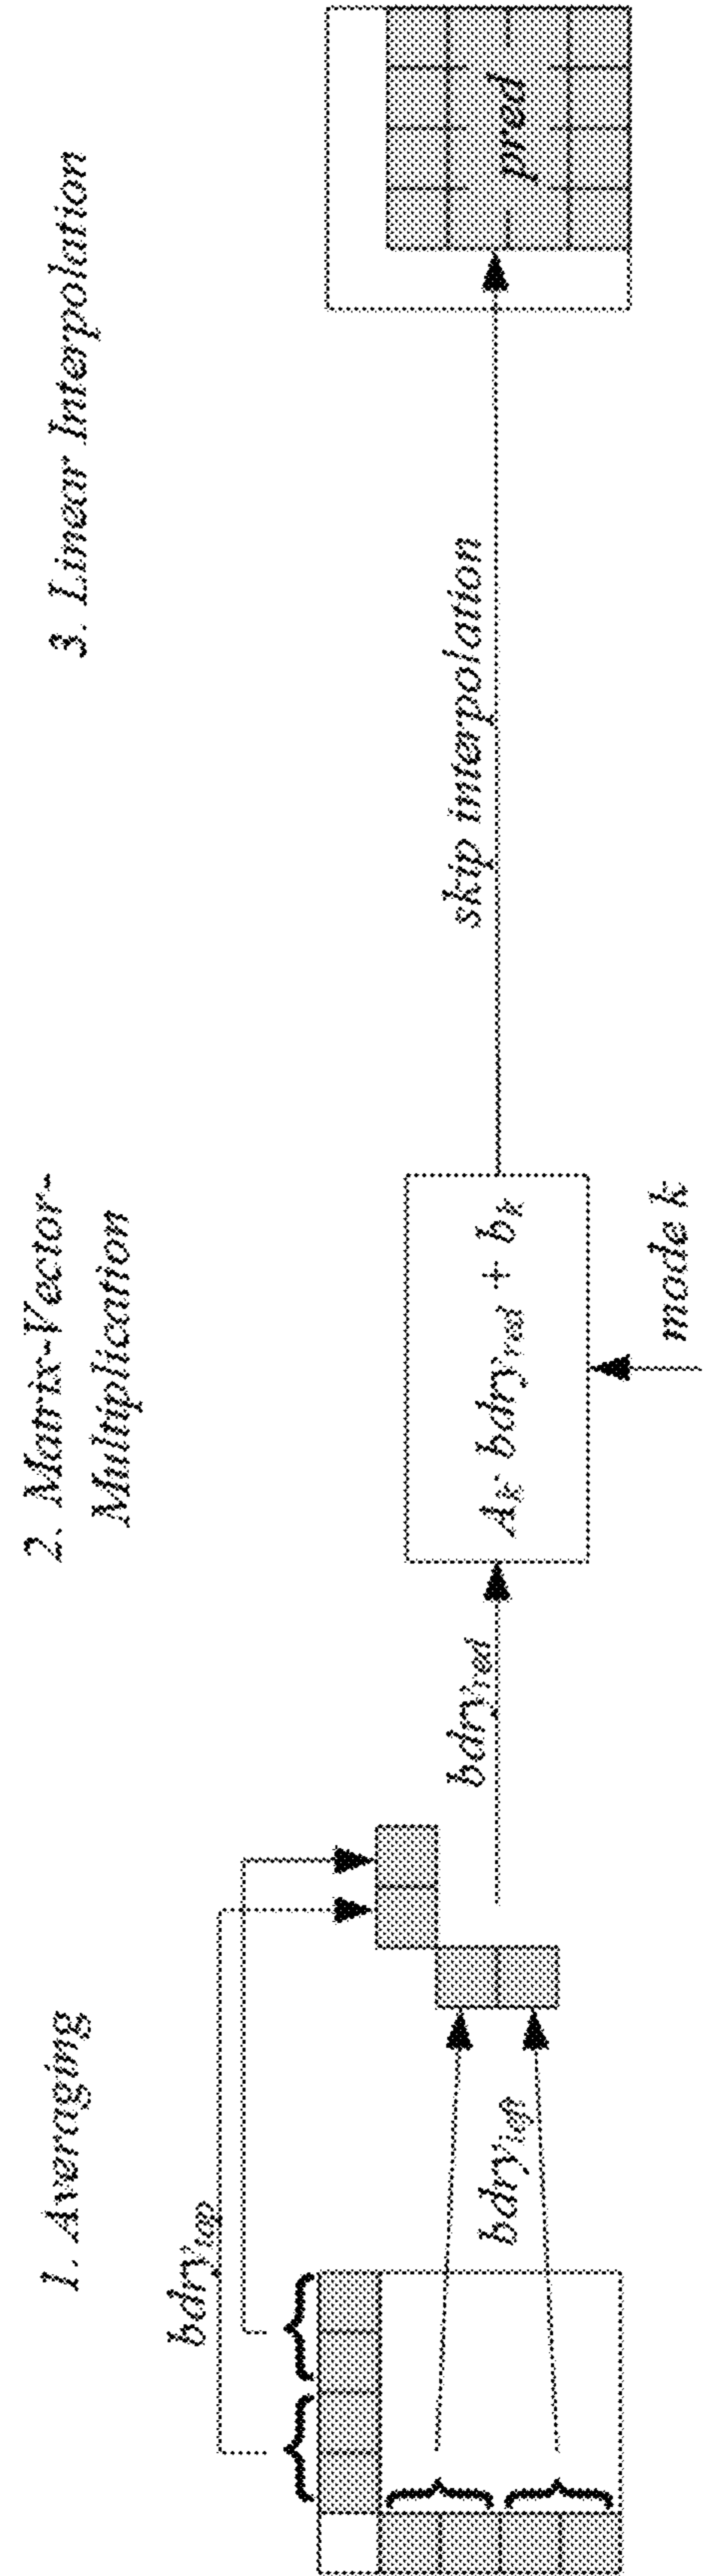 1. Averaging
2. Matrix-Vector-
Multiplication
3. Linear Interpolation
bdry_top
bdry_left
bdry_red
A_k · bdry_red + b_k
mode k
skip interpolation
pred